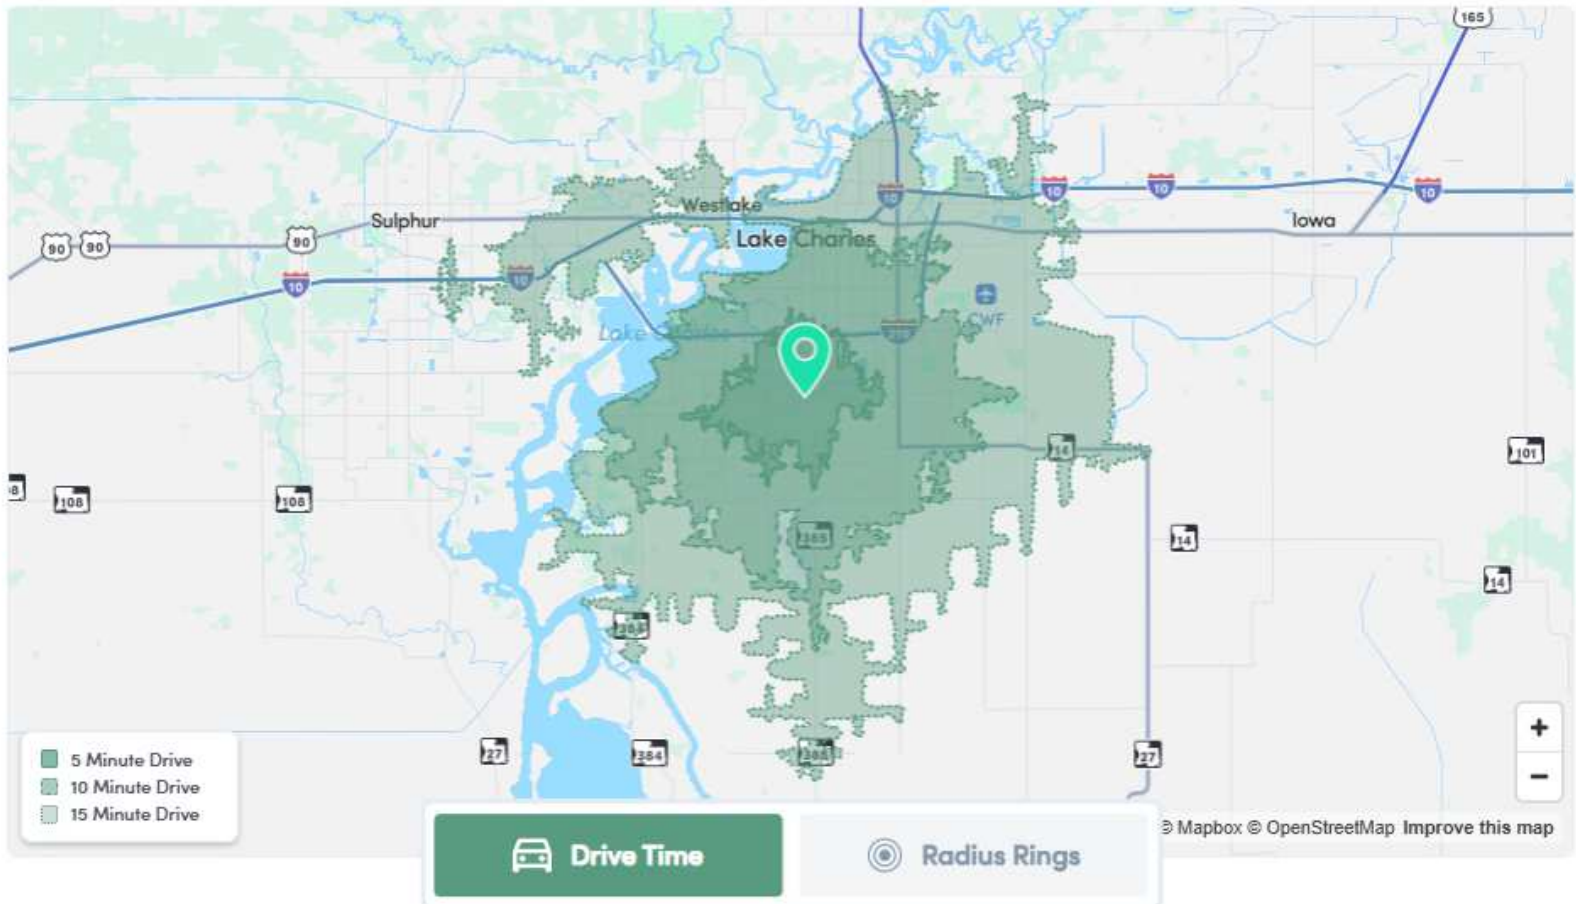 165
10
10
10
10
Westlake
Sulphur
Iowa
90
90
90
Lake Charles
10
10
CWF
Lake Charles
14
101
108
108
385
14
14
384
27
384
385
27
5 Minute Drive
10 Minute Drive
15 Minute Drive
+
−
© Mapbox © OpenStreetMap Improve this map
Drive Time
Radius Rings